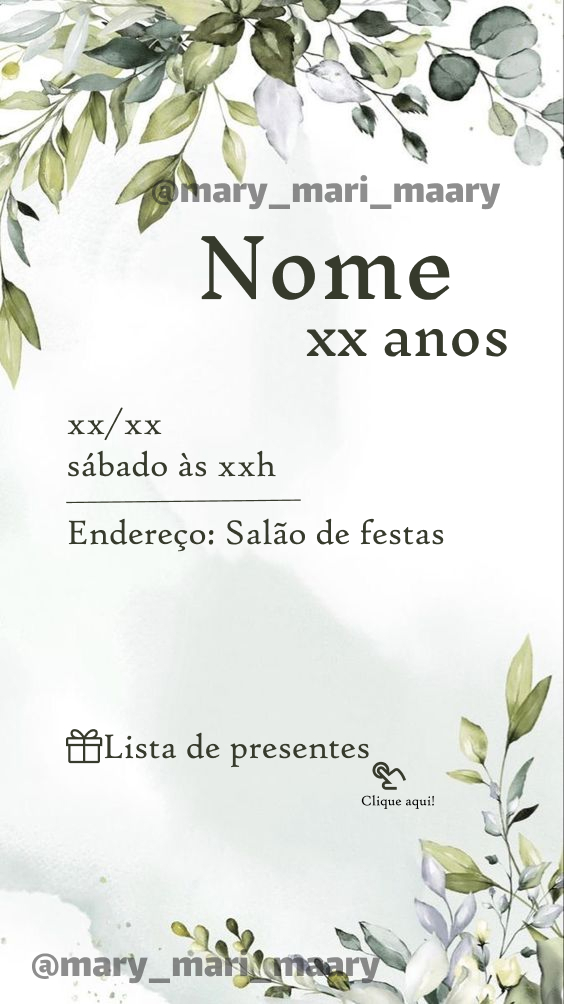 @mary_mari_maary
Nome
xx anos
xx/xx
sábado às xxh
Endereço: Salão de festas
Lista de presentes
Clique aqui!
@mary_mari_maary